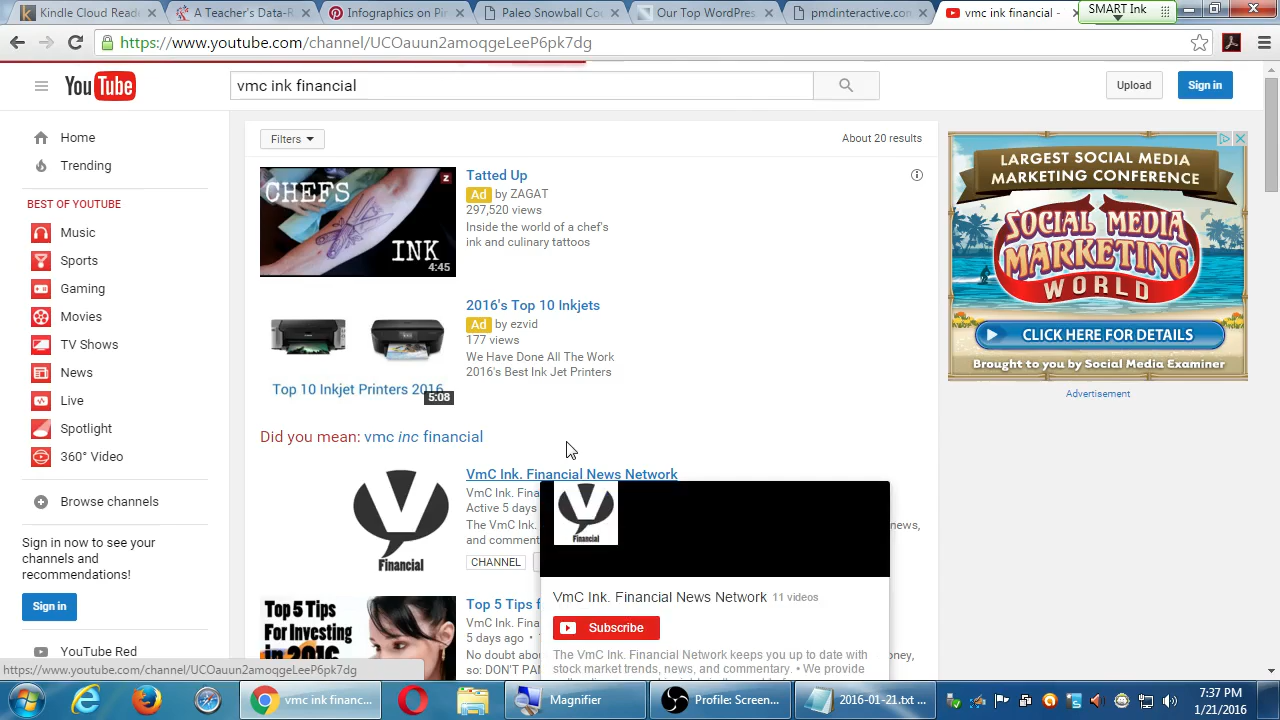 Kindle Cloud Read
A Teacher's Data-R
Infographics on Pin
Paleo Snowball Co
Our Top WordPres
pmdinteractive.co
vmc ink financial -
SMART Ink
https://www.youtube.com/channel/UCOauun2amoqgeLeeP6pk7dg
YouTube
vmc ink financial
Upload
Sign in
Home
Trending
BEST OF YOUTUBE
Music
Sports
Gaming
Movies
TV Shows
News
Live
Spotlight
360° Video
Browse channels
Sign in now to see your
channels and
recommendations!
Sign in
YouTube Red
Filters
About 20 results
CHEFS
INK
z
4:45
Tatted Up
Ad by ZAGAT
297,520 views
Inside the world of a chef's
ink and culinary tattoos
Top 10 Inkjet Printers 2016
5:08
2016's Top 10 Inkjets
Ad by ezvid
177 views
We Have Done All The Work
2016's Best Ink Jet Printers
Did you mean: vmc inc financial
V
Financial
VmC Ink. Financial News Network
VmC Ink. Fina
Active 5 days
The VmC Ink.
news,
and comment
CHANNEL
V
Financial
VmC Ink. Financial News Network 11 videos
Subscribe
The VmC Ink. Financial Network keeps you up to date with
stock market trends, news, and commentary. • We provide
Top 5 Tips
For Investing
in 2016
Top 5 Tips f
VmC Ink. Fina
5 days ago •
No doubt abou
oney,
so: DON'T PAN
LARGEST SOCIAL MEDIA
MARKETING CONFERENCE
SOCIAL MEDIA
MARKETING
WORLD
CLICK HERE FOR DETAILS
Brought to you by Social Media Examiner
Advertisement
https://www.youtube.com/channel/UCOauun2amoqgeLeeP6pk7dg
vmc ink financ...
Magnifier
Profile: Screen...
2016-01-21.txt ...
7:37 PM
1/21/2016